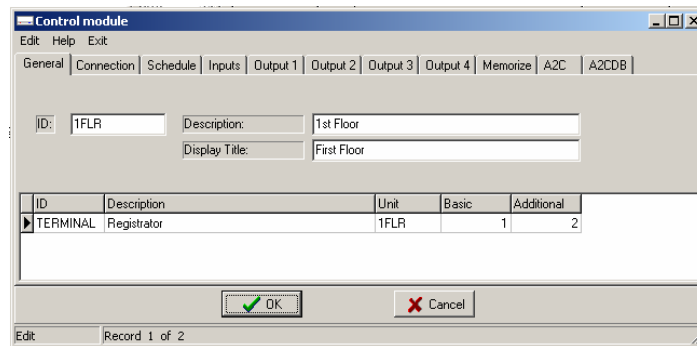 Control module
Edit Help Exit
General Connection Schedule Inputs Output 1 Output 2 Output 3 Output 4 Memorize A2C A2CDB
ID: 1FLR Description: 1st Floor
Display Title: First Floor
ID Description Unit Basic Additional
TERMINAL Registrator 1FLR 1 2
OK Cancel
Edit Record 1 of 2